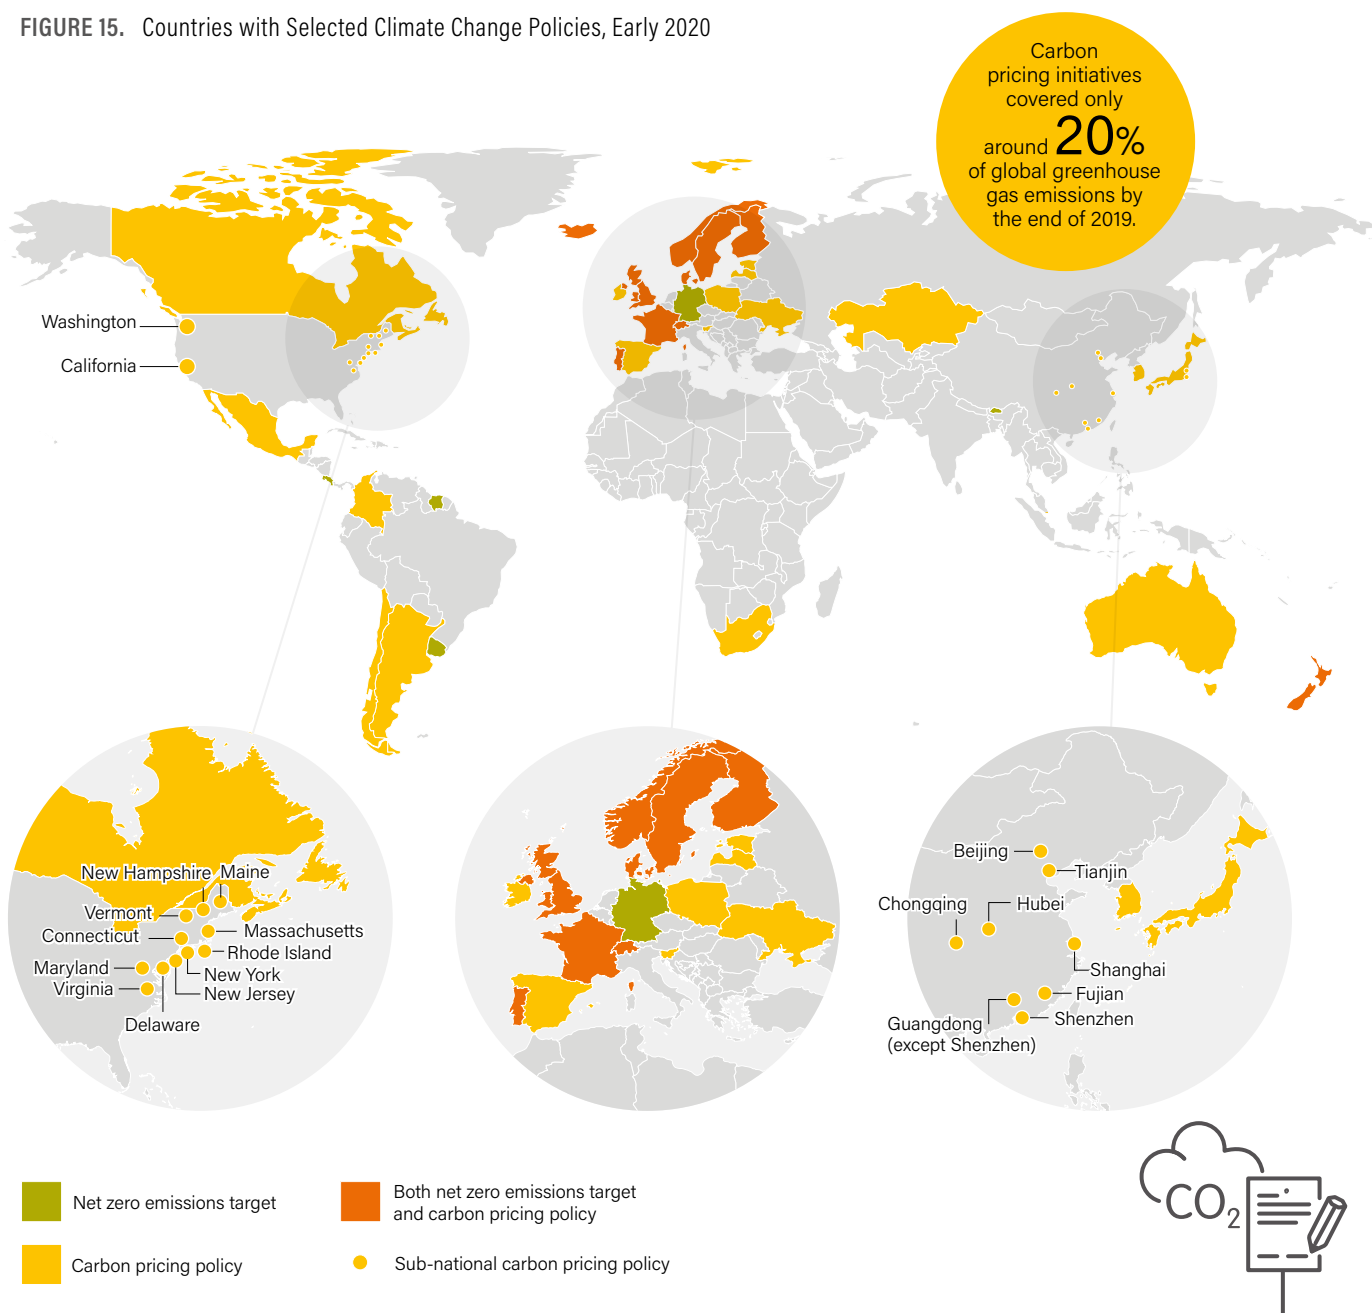 FIGURE 15. Countries with Selected Climate Change Policies, Early 2020
Carbon
pricing initiatives
covered only
around 20%
of global greenhouse
gas emissions by
the end of 2019.
Washington
California
New Hampshire
Maine
Vermont
Massachusetts
Connecticut
Rhode Island
Maryland
New York
Virginia
New Jersey
Delaware
Beijing
Tianjin
Chongqing
Hubei
Shanghai
Fujian
Guangdong
(except Shenzhen)
Shenzhen
Net zero emissions target
Both net zero emissions target
and carbon pricing policy
Carbon pricing policy
Sub-national carbon pricing policy
CO2